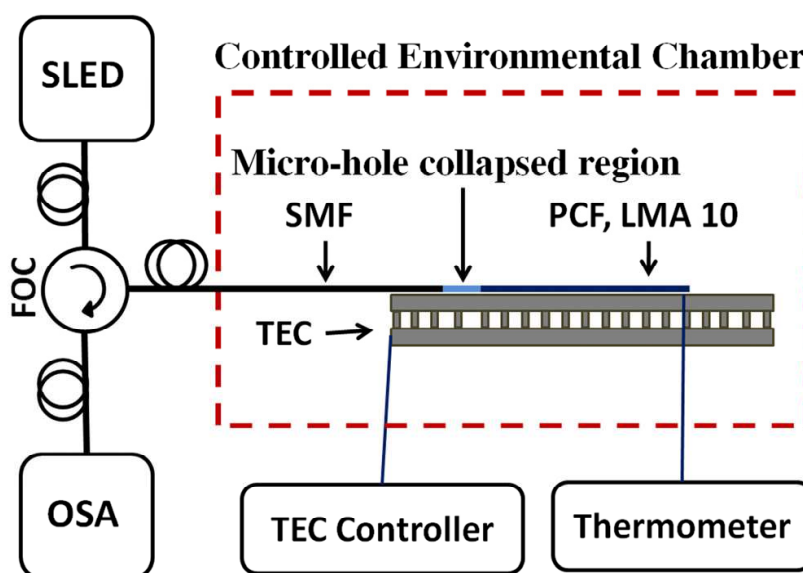 SLED
Controlled Environmental Chamber
Micro-hole collapsed region
SMF
PCF, LMA 10
FOC
TEC
OSA
TEC Controller
Thermometer